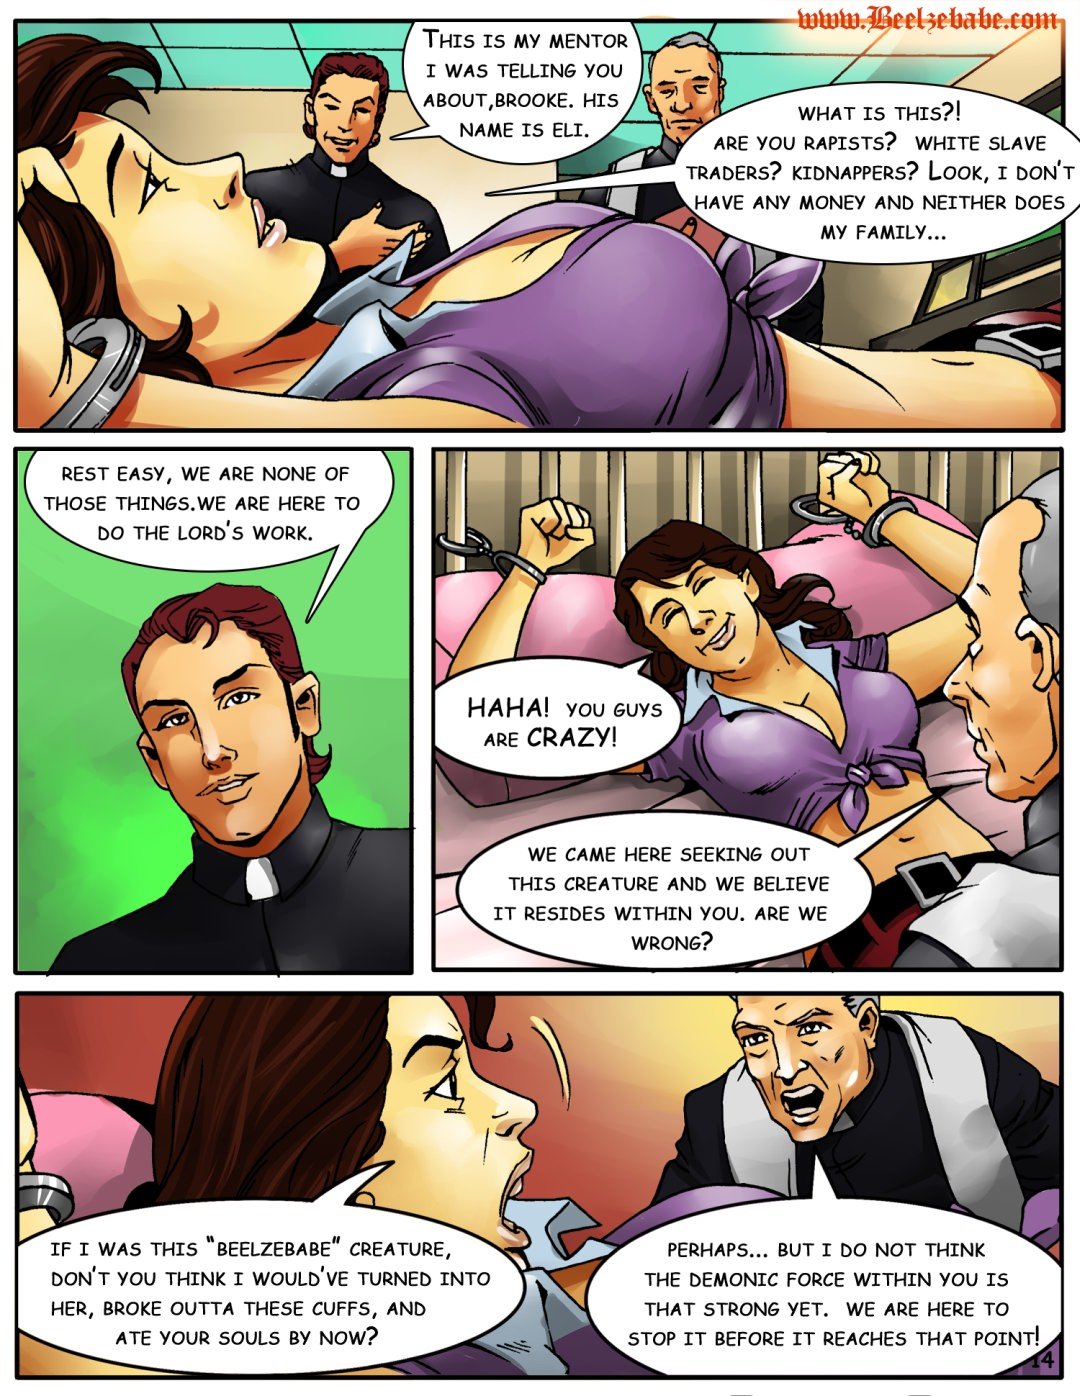 www.Beelzebabe.com
THIS IS MY MENTOR
I WAS TELLING YOU
ABOUT,BROOKE. HIS
NAME IS ELI.
WHAT IS THIS?!
ARE YOU RAPISTS? WHITE SLAVE
TRADERS? KIDNAPPERS? LOOK, I DON'T
HAVE ANY MONEY AND NEITHER DOES
MY FAMILY...
REST EASY, WE ARE NONE OF
THOSE THINGS.WE ARE HERE TO
DO THE LORD'S WORK.
HAHA! YOU GUYS
ARE CRAZY!
WE CAME HERE SEEKING OUT
THIS CREATURE AND WE BELIEVE
IT RESIDES WITHIN YOU. ARE WE
WRONG?
IF I WAS THIS "BEELZEBABE" CREATURE,
DON'T YOU THINK I WOULD'VE TURNED INTO
HER, BROKE OUTTA THESE CUFFS, AND
ATE YOUR SOULS BY NOW?
PERHAPS... BUT I DO NOT THINK
THE DEMONIC FORCE WITHIN YOU IS
THAT STRONG YET. WE ARE HERE TO
STOP IT BEFORE IT REACHES THAT POINT!
14